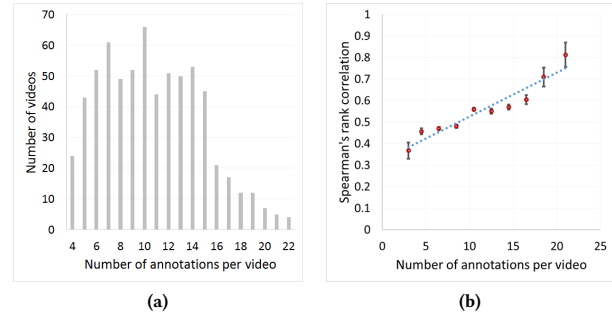 70
60
50
40
30
20
10
0
Number of videos
4 6 8 10 12 14 16 18 20 22
Number of annotations per video
(a)
1
0.9
0.8
0.7
0.6
0.5
0.4
0.3
0.2
0.1
0
Spearman's rank correlation
0 5 10 15 20 25
Number of annotations per video
(b)